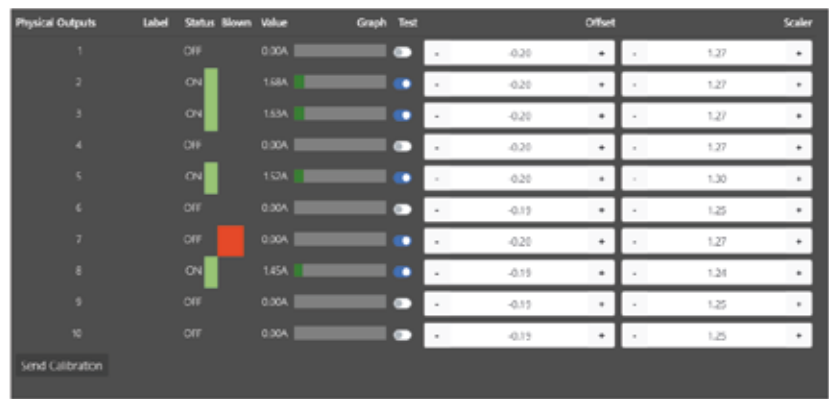 Physical Outputs Label Status Blown Value Graph Test Offset Scaler
1 OFF 0.00A - -0.20 + - 1.27 +
2 ON 1.68A - -0.20 + - 1.27 +
3 ON 1.53A - -0.20 + - 1.27 +
4 OFF 0.00A - -0.20 + - 1.27 +
5 ON 1.52A - -0.20 + - 1.30 +
6 OFF 0.00A - -0.19 + - 1.25 +
7 OFF 0.00A - -0.20 + - 1.27 +
8 ON 1.45A - -0.19 + - 1.24 +
9 OFF 0.00A - -0.19 + - 1.25 +
10 OFF 0.00A - -0.19 + - 1.25 +
Send Calibration